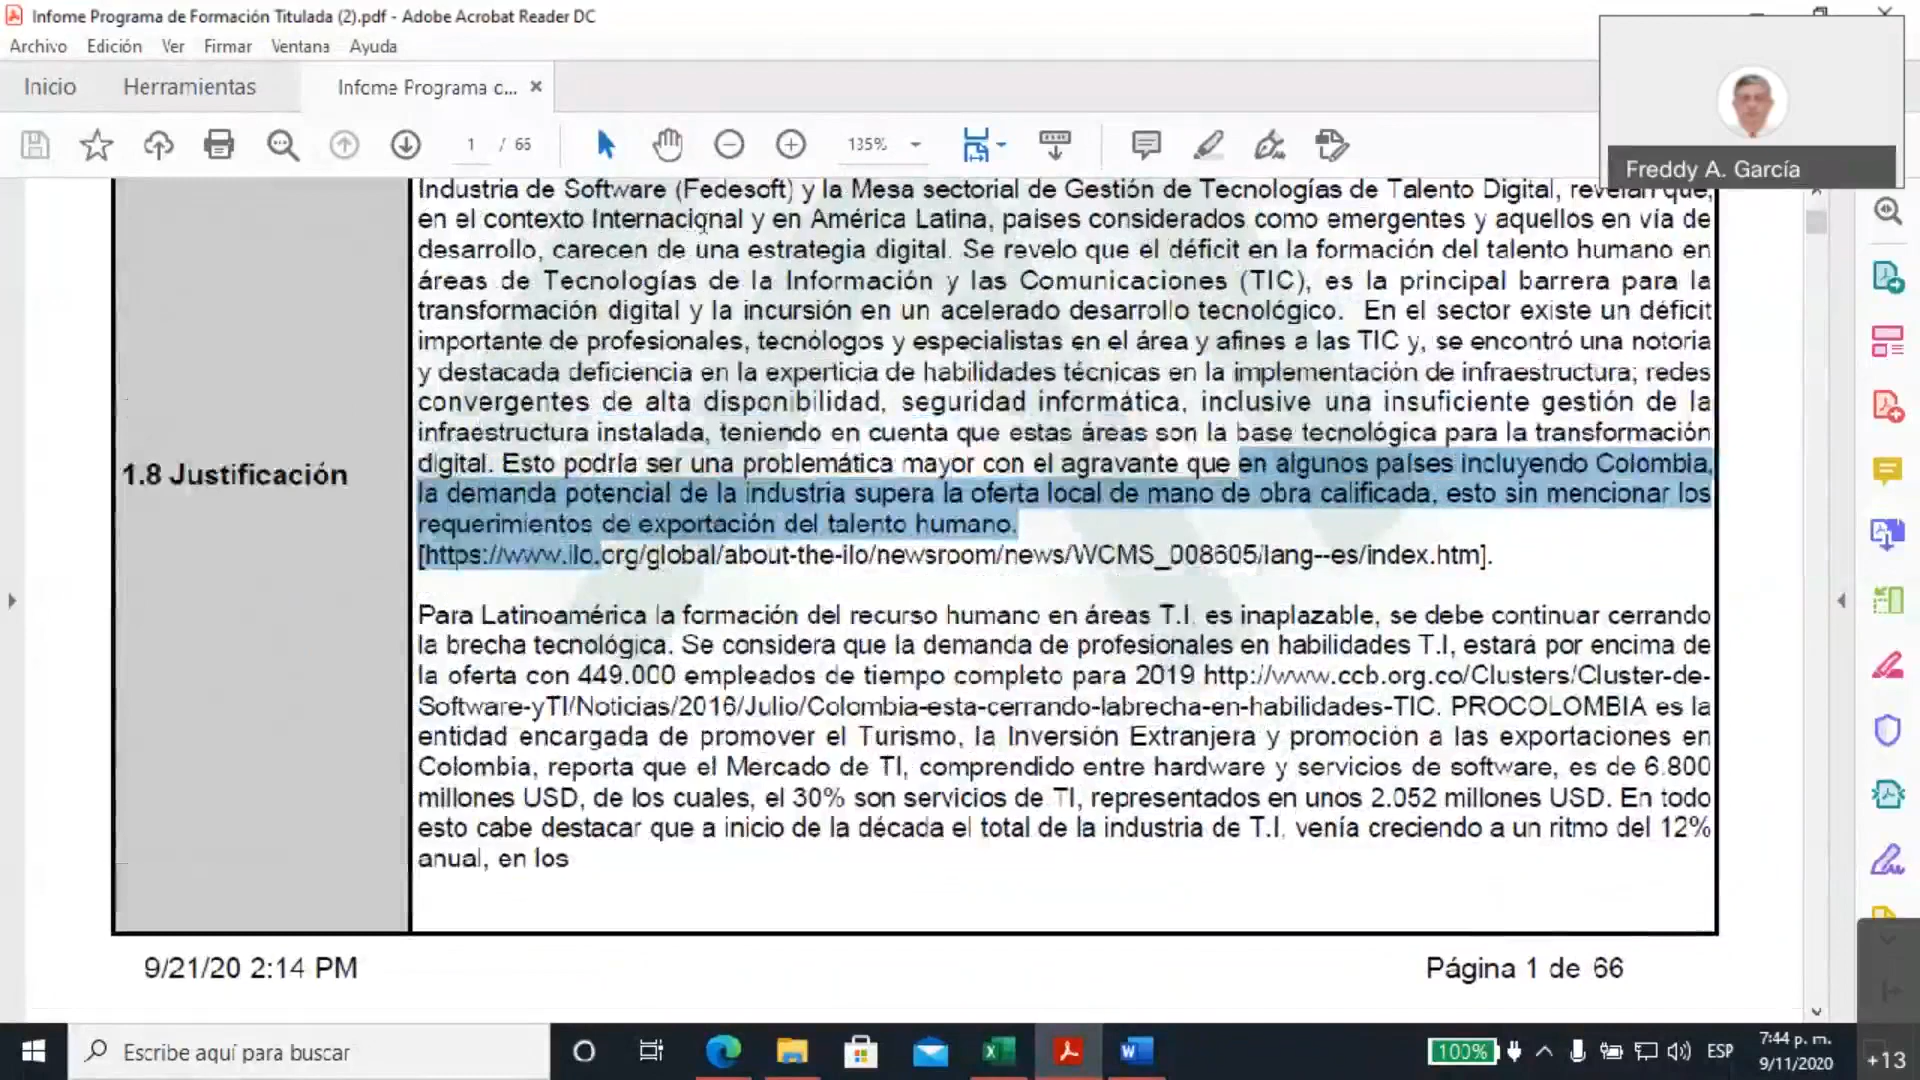 Infome Programa de Formación Titulada (2).pdf - Adobe Acrobat Reader DC
Archivo Edición Ver Firmar Ventana Ayuda
Inicio Herramientas Infome Programa d...
1 / 66 135%
Freddy A. García
Industria de Software (Fedesoft) y la Mesa sectorial de Gestión de Tecnologías de Talento Digital, revelan que,
en el contexto Internacional y en América Latina, países considerados como emergentes y aquellos en vía de
desarrollo, carecen de una estrategia digital. Se revelo que el déficit en la formación del talento humano en
áreas de Tecnologías de la Información y las Comunicaciones (TIC), es la principal barrera para la
transformación digital y la incursión en un acelerado desarrollo tecnológico. En el sector existe un déficit
importante de profesionales, tecnólogos y especialistas en el área y afines a las TIC y, se encontró una notoria
y destacada deficiencia en la experticia de habilidades técnicas en la implementación de infraestructura; redes
convergentes de alta disponibilidad, seguridad informática, inclusive una insuficiente gestión de la
infraestructura instalada, teniendo en cuenta que estas áreas son la base tecnológica para la transformación
digital. Esto podría ser una problemática mayor con el agravante que en algunos países incluyendo Colombia,
1.8 Justificación
la demanda potencial de la industria supera la oferta local de mano de obra calificada, esto sin mencionar los
requerimientos de exportación del talento humano.
[https://www.ilo.org/global/about-the-ilo/newsroom/news/WCMS_008605/lang--es/index.htm].
Para Latinoamérica la formación del recurso humano en áreas T.I. es inaplazable, se debe continuar cerrando
la brecha tecnológica. Se considera que la demanda de profesionales en habilidades T.I, estará por encima de
la oferta con 449.000 empleados de tiempo completo para 2019 http://www.ccb.org.co/Clusters/Cluster-de-
Software-yTI/Noticias/2016/Julio/Colombia-esta-cerrando-labrecha-en-habilidades-TIC. PROCOLOMBIA es la
entidad encargada de promover el Turismo, la Inversión Extranjera y promoción a las exportaciones en
Colombia, reporta que el Mercado de TI, comprendido entre hardware y servicios de software, es de 6.800
millones USD, de los cuales, el 30% son servicios de TI, representados en unos 2.052 millones USD. En todo
esto cabe destacar que a inicio de la década el total de la industria de T.I. venía creciendo a un ritmo del 12%
anual, en los
9/21/20 2:14 PM Página 1 de 66
Escribe aquí para buscar
100% ESP
7:44 p. m.
9/11/2020
+13